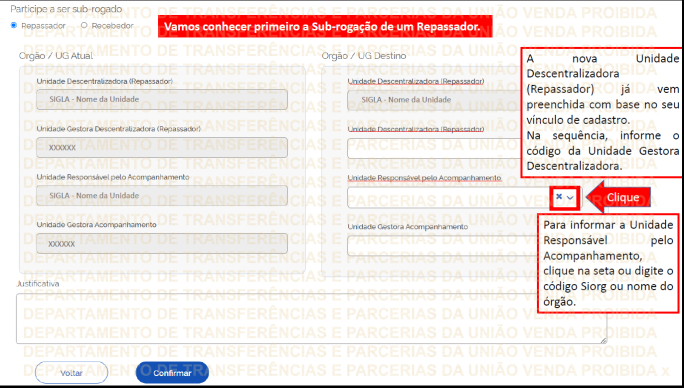 Partícipe a ser sub-rogado
Repassador
Recebedor
Vamos conhecer primeiro a Sub-rogação de um Repassador.
Órgão / UG Atual
Unidade Descentralizadora (Repassador)
SIGLA - Nome da Unidade
Unidade Gestora Descentralizadora (Repassador)
XXXXXX
Unidade Responsável pelo Acompanhamento
SIGLA - Nome da Unidade
Unidade Gestora Acompanhamento
XXXXXX
Órgão / UG Destino
Unidade Descentralizadora (Repassador)
SIGLA - Nome da Unidade
Unidade Descentralizadora (Repassador)
Unidade Responsável pelo Acompanhamento
Unidade Gestora Acompanhamento
A nova Unidade
Descentralizadora
(Repassador) já vem
preenchida com base no seu
vínculo de cadastro.
Na sequência, informe o
código da Unidade Gestora
Descentralizadora.
Clique
Para informar a Unidade
Responsável pelo
Acompanhamento,
clique na seta ou digite o
código Siorg ou nome do
órgão.
Justificativa
Voltar
Confirmar
DEPARTAMENTO DE TRANSFERÊNCIAS E PARCERIAS DA UNIÃO VENDA PROIBIDA